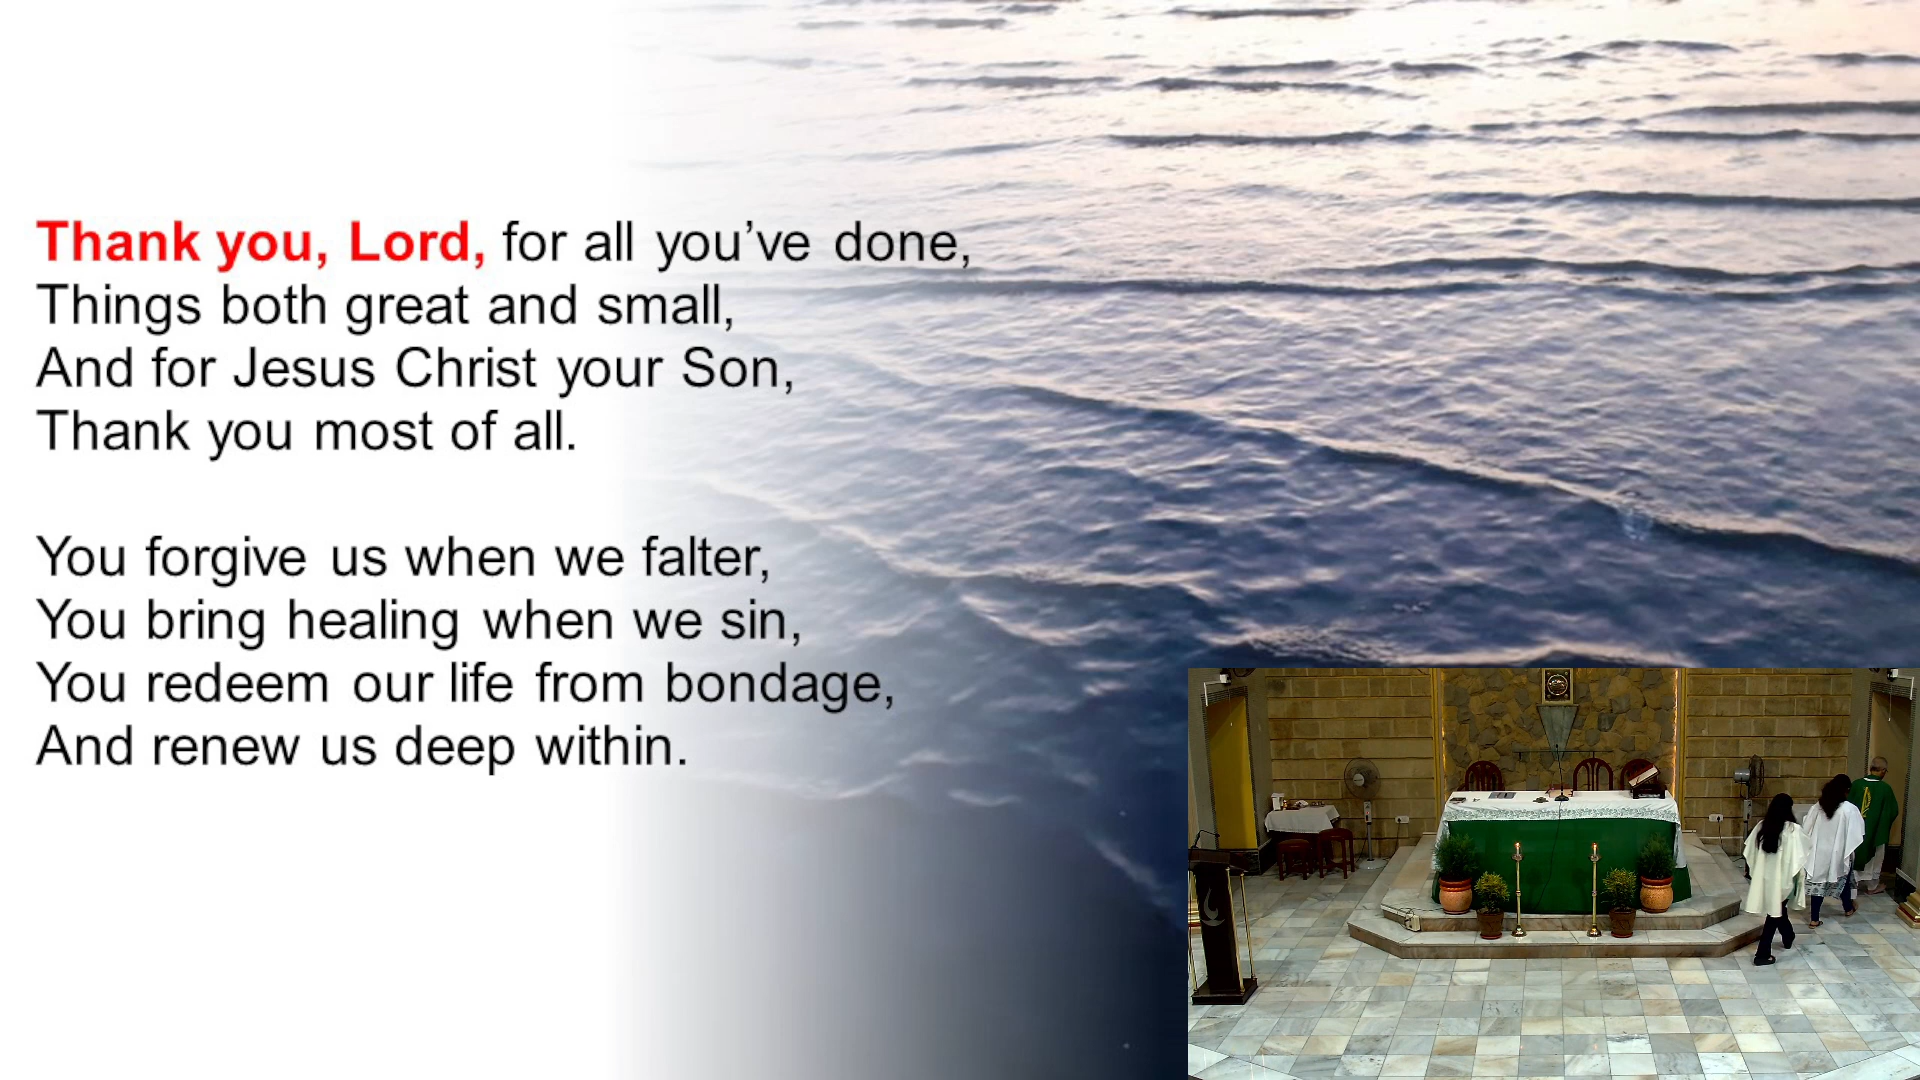 Thank you, Lord, for all you’ve done,
Things both great and small,
And for Jesus Christ your Son,
Thank you most of all.
You forgive us when we falter,
You bring healing when we sin,
You redeem our life from bondage,
And renew us deep within.